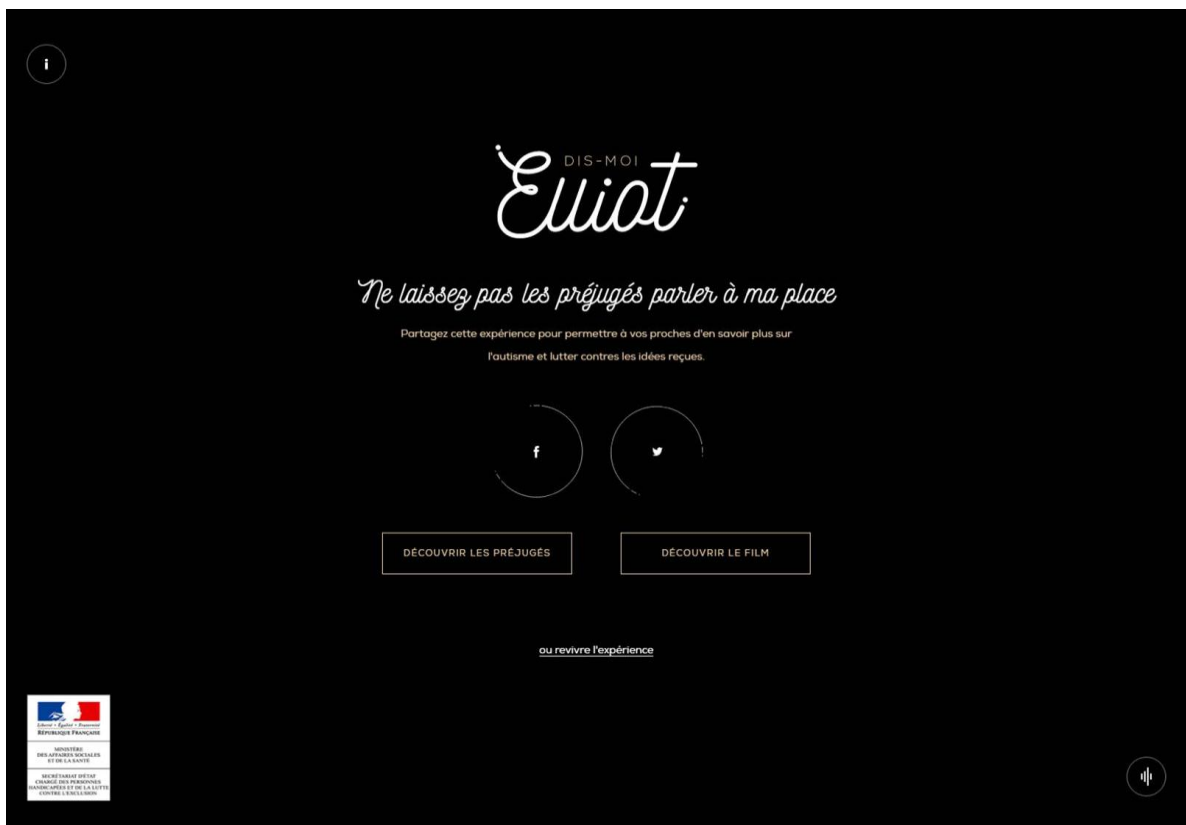 DIS-MOI
Elliot
Ne laissez pas les préjugés parler à ma place
Partagez cette expérience pour permettre à vos proches d'en savoir plus sur
l'autisme et lutter contres les idées reçues.
DÉCOUVRIR LES PRÉJUGÉS
DÉCOUVRIR LE FILM
ou revivre l'expérience
Liberté • Égalité • Fraternité
RÉPUBLIQUE FRANÇAISE
MINISTÈRE
DES AFFAIRES SOCIALES
ET DE LA SANTÉ
SECRÉTARIAT D'ÉTAT
CHARGÉ DES PERSONNES
HANDICAPÉES ET DE LA LUTTE
CONTRE L'EXCLUSION